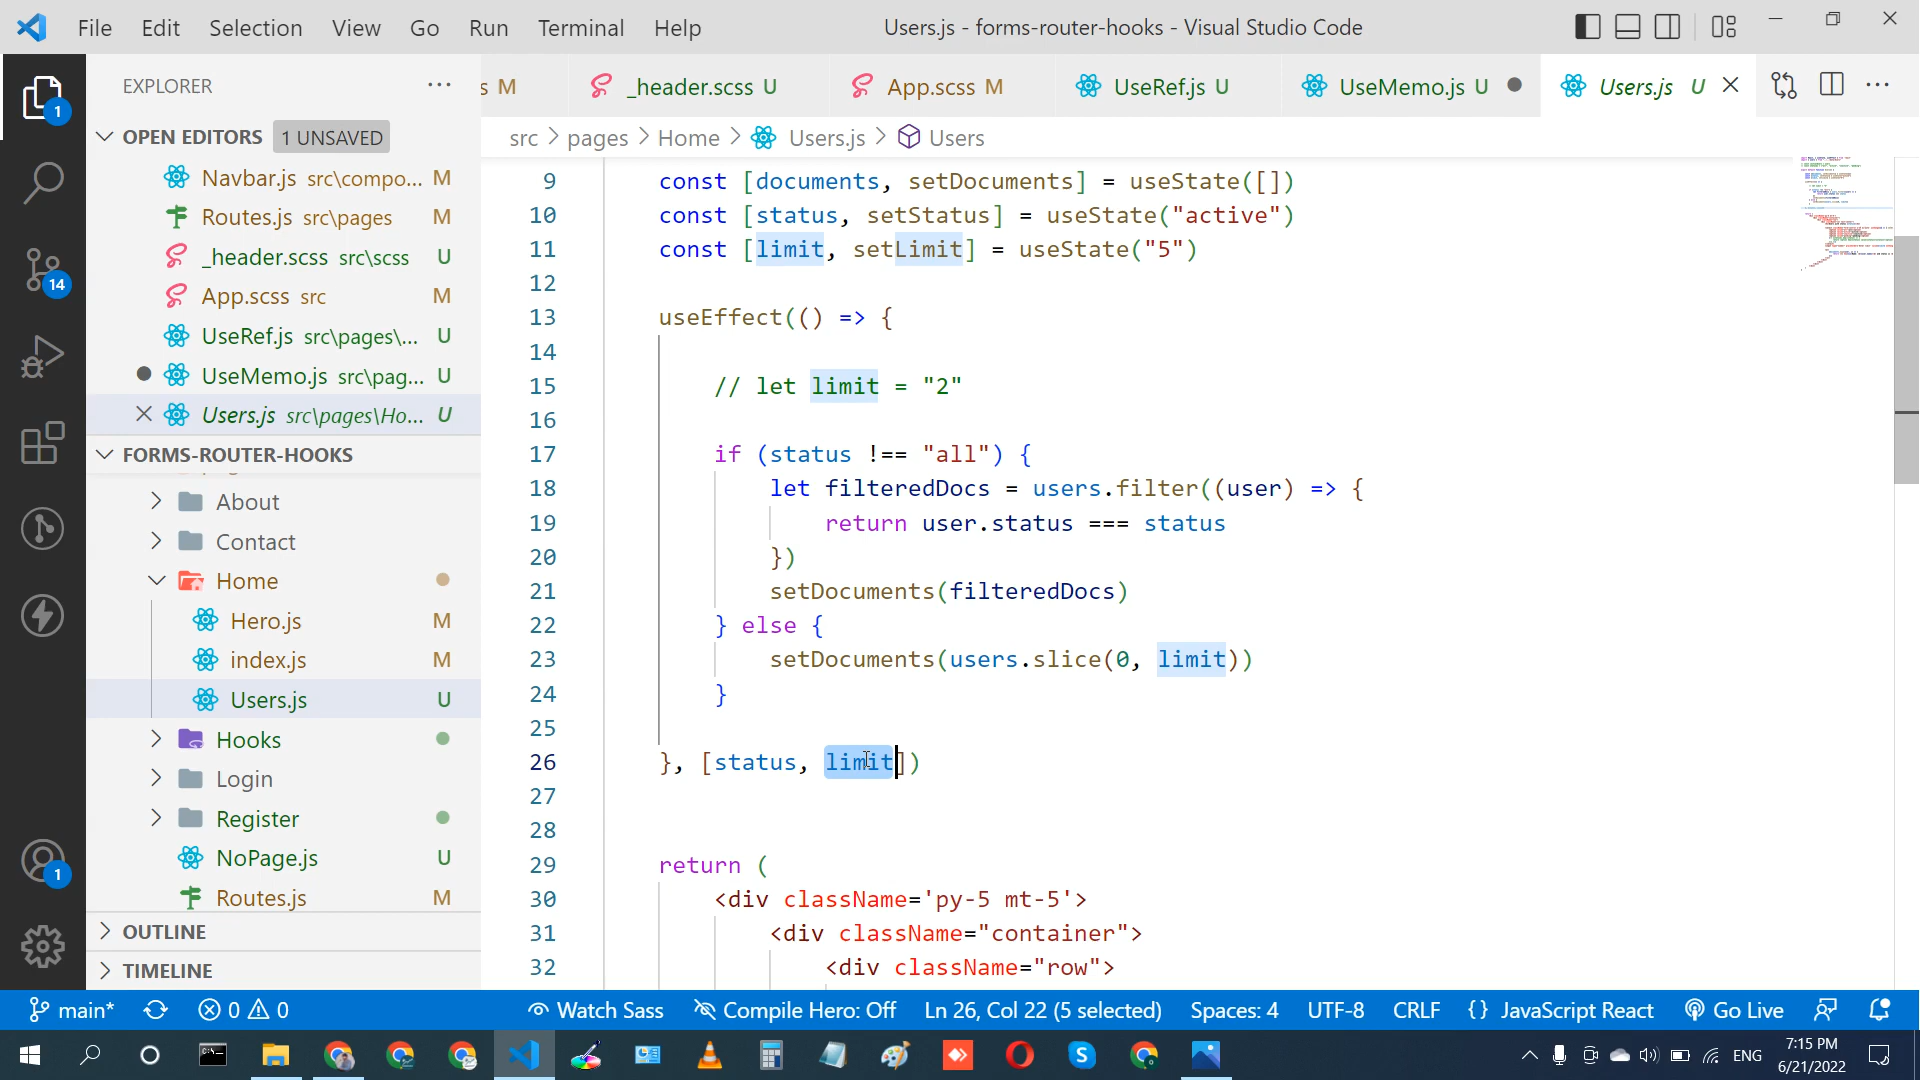 File Edit Selection View Go Run Terminal Help
Users.js - forms-router-hooks - Visual Studio Code
EXPLORER
s M
_header.scss U
App.scss M
UseRef.js U
UseMemo.js U
Users.js U
OPEN EDITORS 1 UNSAVED
Navbar.js src\compo... M
Routes.js src\pages M
_header.scss src\scss U
App.scss src M
UseRef.js src\pages\... U
UseMemo.js src\pag... U
Users.js src\pages\Ho... U
FORMS-ROUTER-HOOKS
About
Contact
Home
Hero.js M
index.js M
Users.js U
Hooks
Login
Register
NoPage.js U
Routes.js M
OUTLINE
TIMELINE
1
14
1
src > pages > Home > Users.js > Users
9 const [documents, setDocuments] = useState([])
10 const [status, setStatus] = useState("active")
11 const [limit, setLimit] = useState("5")
12
13 useEffect(() => {
14
15 // let limit = "2"
16
17 if (status !== "all") {
18 let filteredDocs = users.filter((user) => {
19 return user.status === status
20 })
21 setDocuments(filteredDocs)
22 } else {
23 setDocuments(users.slice(0, limit))
24 }
25
26 }, [status, limit])
27
28
29 return (
30 <div className='py-5 mt-5'>
31 <div className="container">
32 <div className="row">
main* 0 0 Watch Sass Compile Hero: Off Ln 26, Col 22 (5 selected) Spaces: 4 UTF-8 CRLF {} JavaScript React Go Live
ENG
7:15 PM
6/21/2022